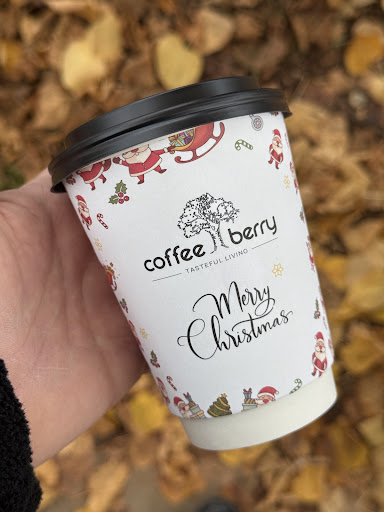 coffee berry
TASTEFUL LIVING
Merry
Christmas